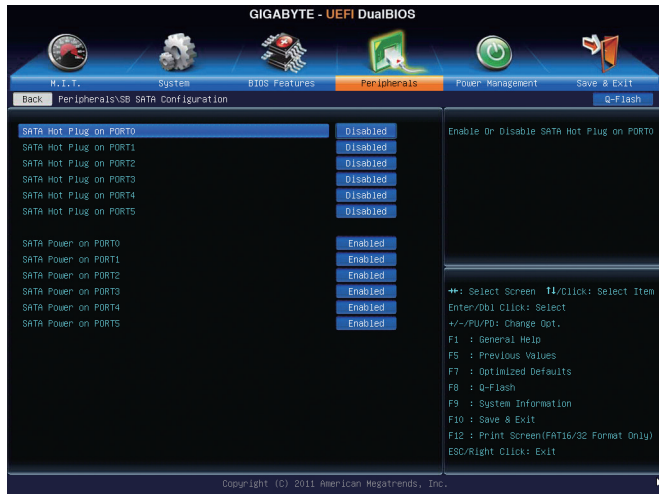 GIGABYTE - UEFI DualBIOS
M.I.T. System BIOS Features Peripherals Power Management Save & Exit
Back Peripherals\SB SATA Configuration Q-Flash
SATA Hot Plug on PORT0 Disabled
SATA Hot Plug on PORT1 Disabled
SATA Hot Plug on PORT2 Disabled
SATA Hot Plug on PORT3 Disabled
SATA Hot Plug on PORT4 Disabled
SATA Hot Plug on PORT5 Disabled
SATA Power on PORT0 Enabled
SATA Power on PORT1 Enabled
SATA Power on PORT2 Enabled
SATA Power on PORT3 Enabled
SATA Power on PORT4 Enabled
SATA Power on PORT5 Enabled
Enable Or Disable SATA Hot Plug on PORT0
→←: Select Screen ↑↓/Click: Select Item
Enter/Dbl Click: Select
+/-/PU/PD: Change Opt.
F1 : General Help
F5 : Previous Values
F7 : Optimized Defaults
F8 : Q-Flash
F9 : System Information
F10 : Save & Exit
F12 : Print Screen(FAT16/32 Format Only)
ESC/Right Click: Exit
Copyright (C) 2011 American Megatrends, Inc.